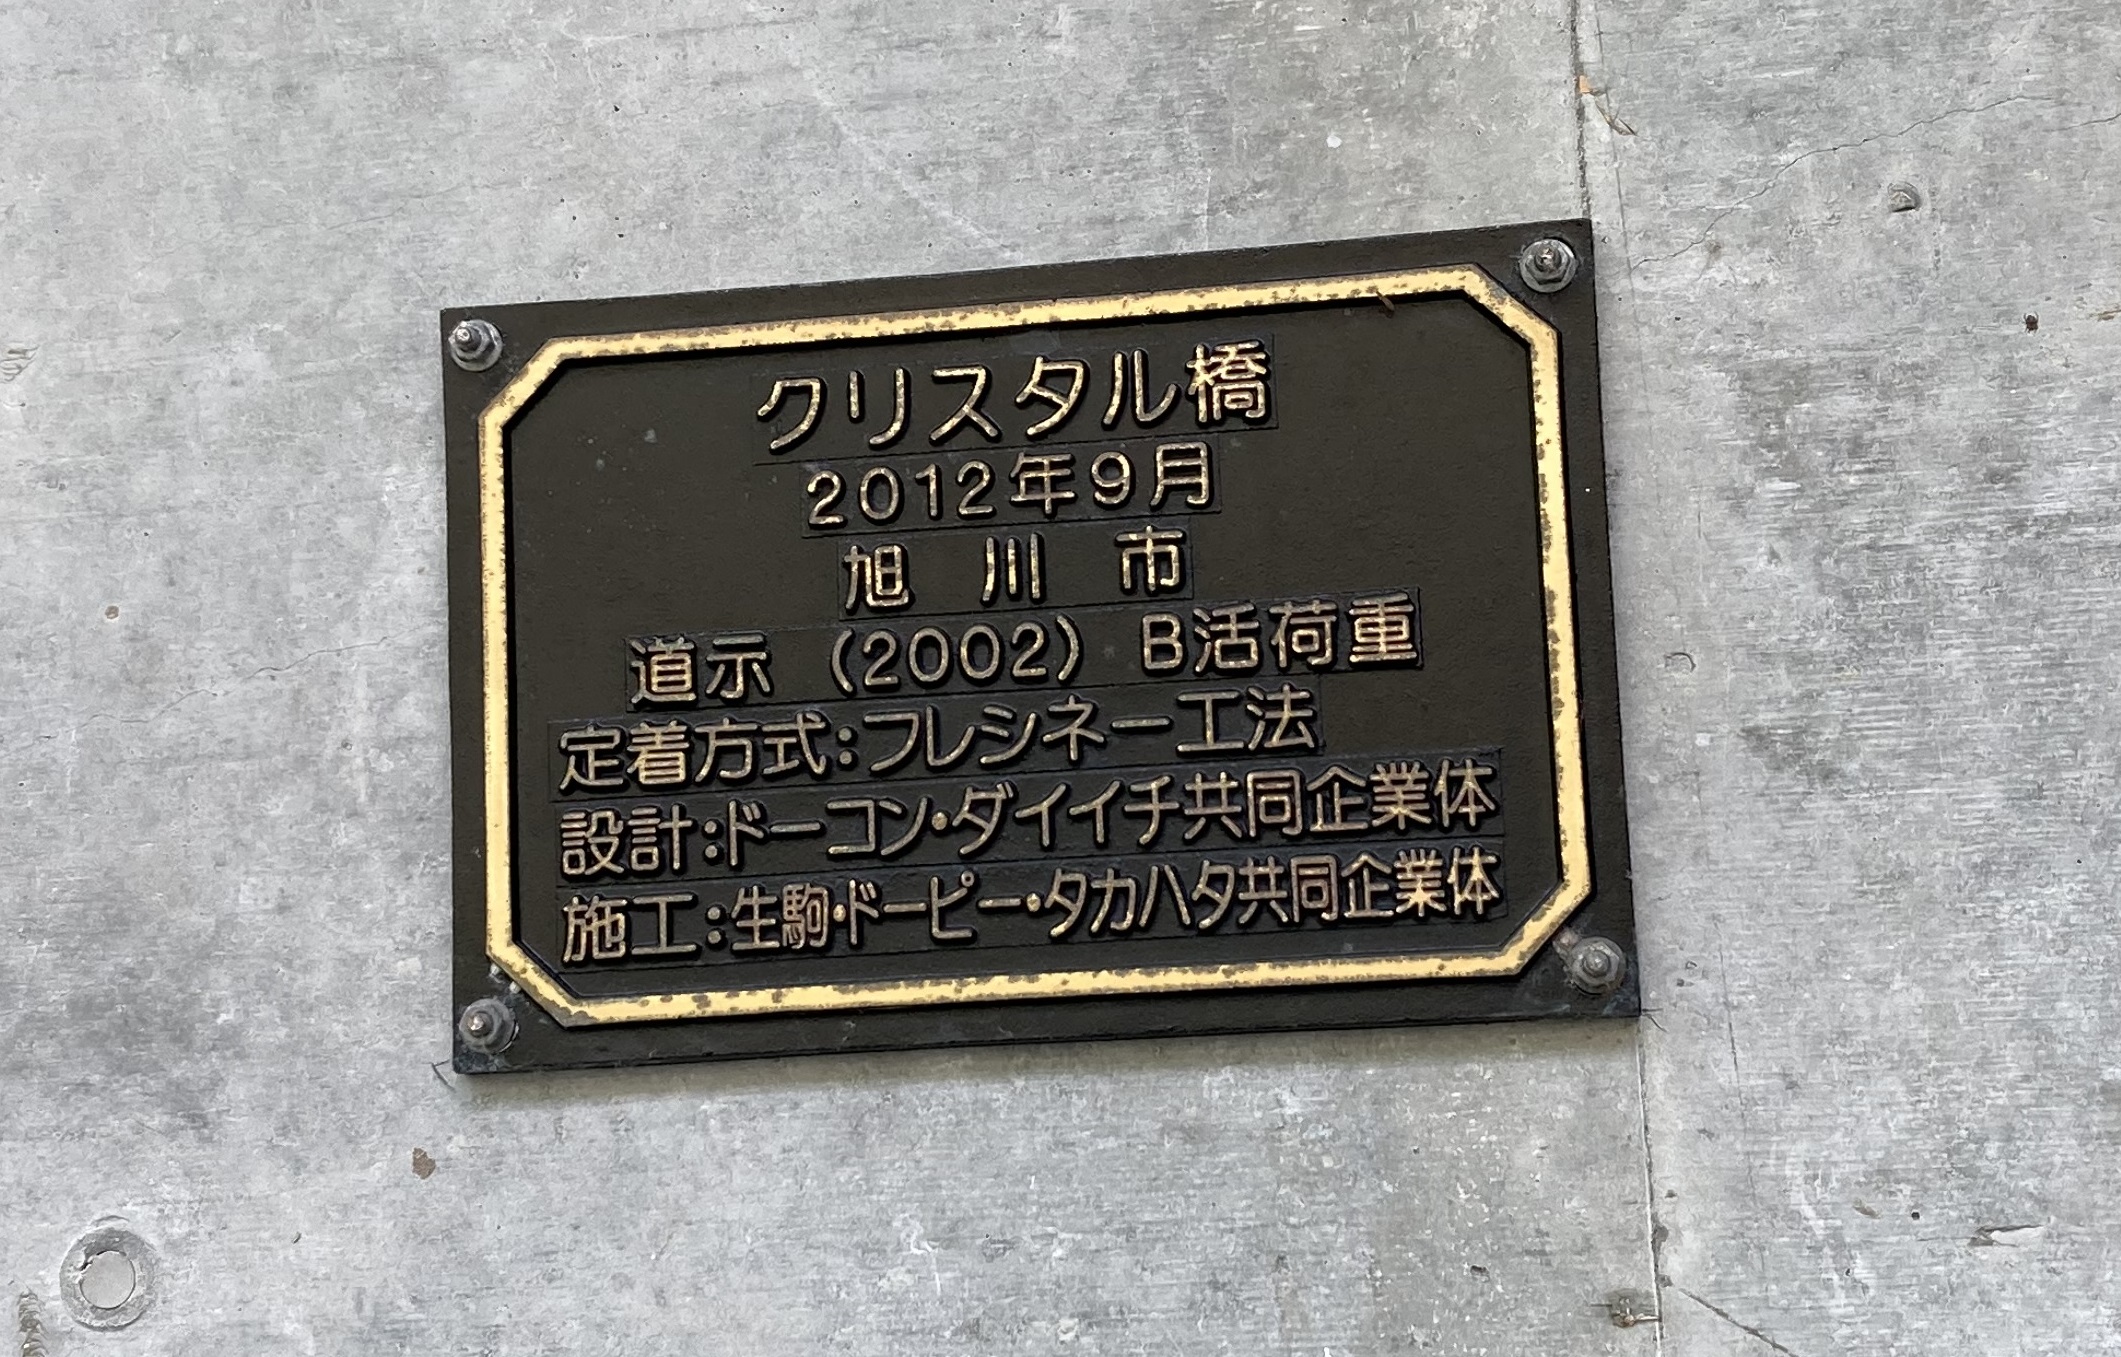 クリスタル橋
2012年9月
旭川市
道示（2002） B活荷重
定着方式：フレシネー工法
設計：ドーコン・ダイイチ共同企業体
施工：生駒・ドーピー・タカハタ共同企業体